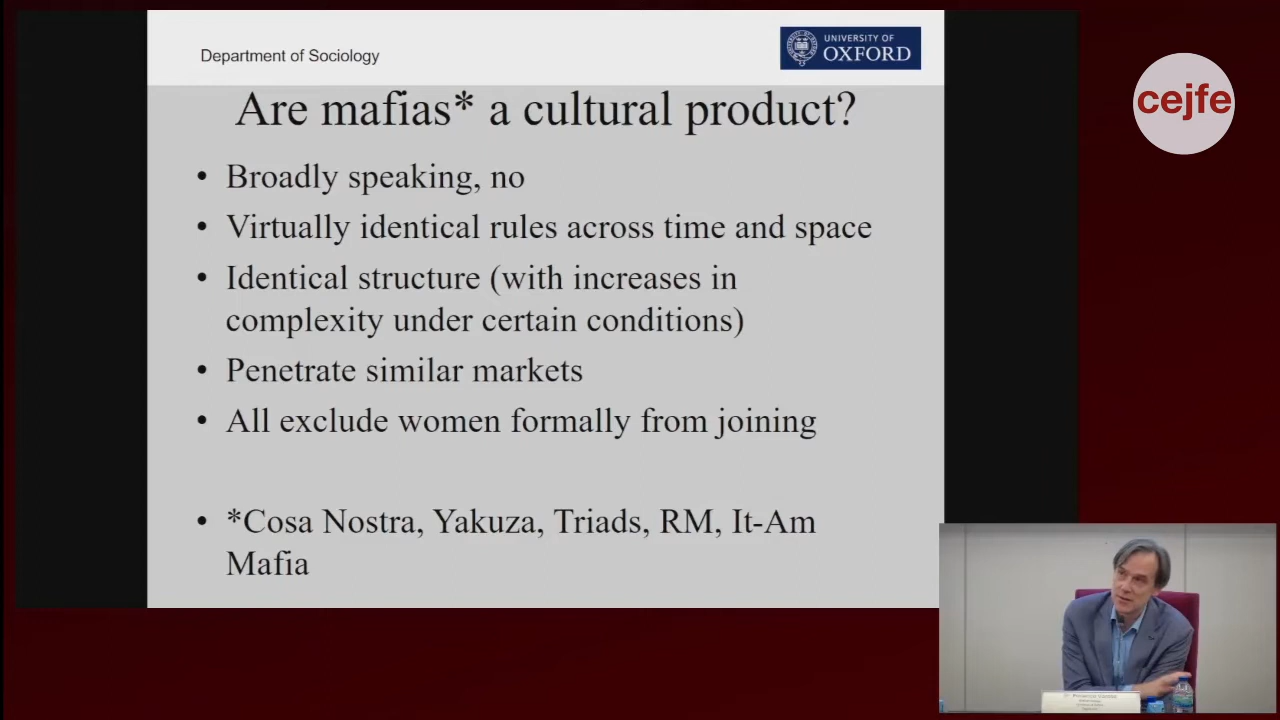 Department of Sociology
UNIVERSITY OF
OXFORD
cejfe
Are mafias* a cultural product?
• Broadly speaking, no
• Virtually identical rules across time and space
• Identical structure (with increases in
complexity under certain conditions)
• Penetrate similar markets
• All exclude women formally from joining
• *Cosa Nostra, Yakuza, Triads, RM, It-Am
Mafia